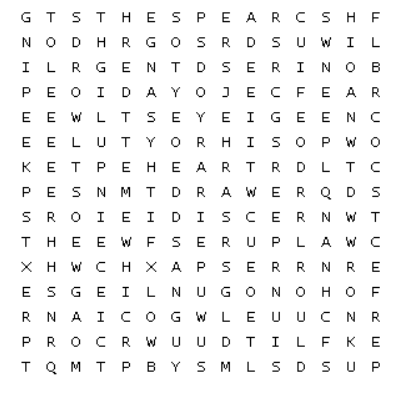 G T S T H E S P E A R C S H F
N O D H R G O S R D S U W I L
I L R G E N T D S E R I N O B
P E O I D A Y O J E C F E A R
E E W L T S E Y E I G E E N C
E E L U T Y O R H I S O P W O
K E T P E H E A R T R D L T C
P E S N M T D R A W E R Q D S
S R O I E I D I S C E R N W T
T H E E W F S E R U P L A W C
X H W C H X A P S E R R N R E
E S G E I L N U G O N O H O F
R N A I C O G W L E U U C N R
P R O C R W U U D T I L F K E
T Q M T P B Y S M L S D S U P